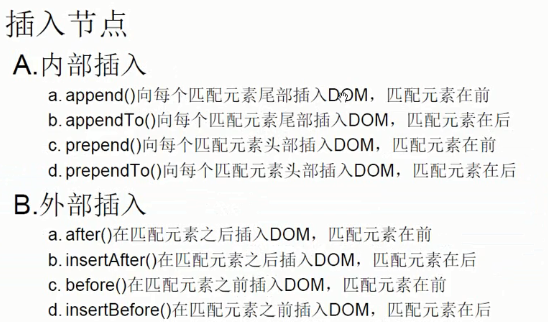 插入节点
A.内部插入
a.append()向每个匹配元素尾部插入DOM，匹配元素在前
b.appendTo()向每个匹配元素尾部插入DOM，匹配元素在后
c.prepend()向每个匹配元素头部插入DOM，匹配元素在前
d.prependTo()向每个匹配元素头部插入DOM，匹配元素在后
B.外部插入
a.after()在匹配元素之后插入DOM，匹配元素在前
b.insertAfter()在匹配元素之后插入DOM，匹配元素在后
c.before()在匹配元素之前插入DOM，匹配元素在前
d.insertBefore()在匹配元素之前插入DOM，匹配元素在后